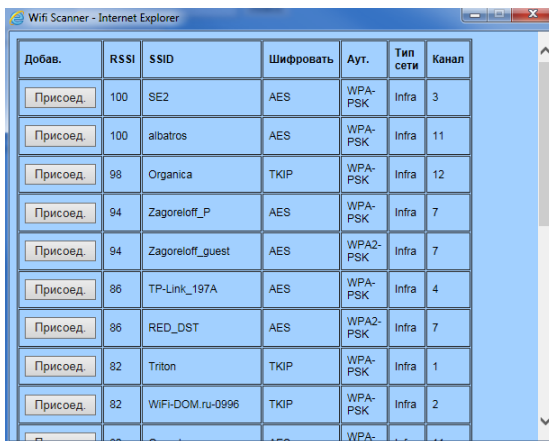 Wifi Scanner - Internet Explorer
Добав. RSSI SSID Шифровать Аут. Тип сети Канал
Присоед. 100 SE2 AES WPA-PSK Infra 3
Присоед. 100 albatros AES WPA-PSK Infra 11
Присоед. 98 Organica TKIP WPA-PSK Infra 12
Присоед. 94 Zagoreloff_P AES WPA-PSK Infra 7
Присоед. 94 Zagoreloff_guest AES WPA2-PSK Infra 7
Присоед. 86 TP-Link_197A AES WPA-PSK Infra 4
Присоед. 86 RED_DST AES WPA2-PSK Infra 7
Присоед. 82 Triton TKIP WPA-PSK Infra 1
Присоед. 82 WiFi-DOM.ru-0996 TKIP WPA-PSK Infra 2
WPA-